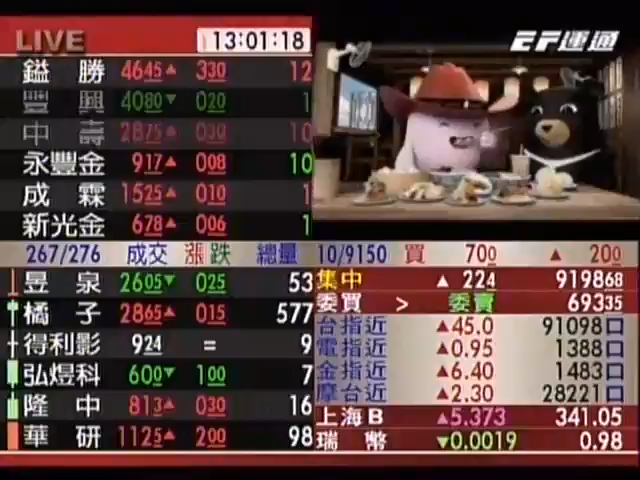 LIVE 13:01:18
EF運通
鎰勝 4645▲ 330 12
豐興 4080▼ 020 1
中壽 2875▲ 030 10
永豐金 917▲ 008 10
成霖 1525▲ 010 1
新光金 678▲ 006 1
267/276 成交 漲跌 總量
昱泉 2605▼ 025 53
橘子 2865▲ 015 577
得利影 924 = 9
弘煜科 600▼ 100 7
隆中 813▲ 030 16
華研 1125▲ 200 98
10/9150 買 700 ▲ 200
集中 ▲ 224 919868
委買 > 委賣 69335
台指近 ▲45.0 91098口
電指近 ▲0.95 1388口
金指近 ▲6.40 1483口
摩台近 ▲2.30 28221口
上海B ▲5.373 341.05
瑞幣 ▼0.0019 0.98